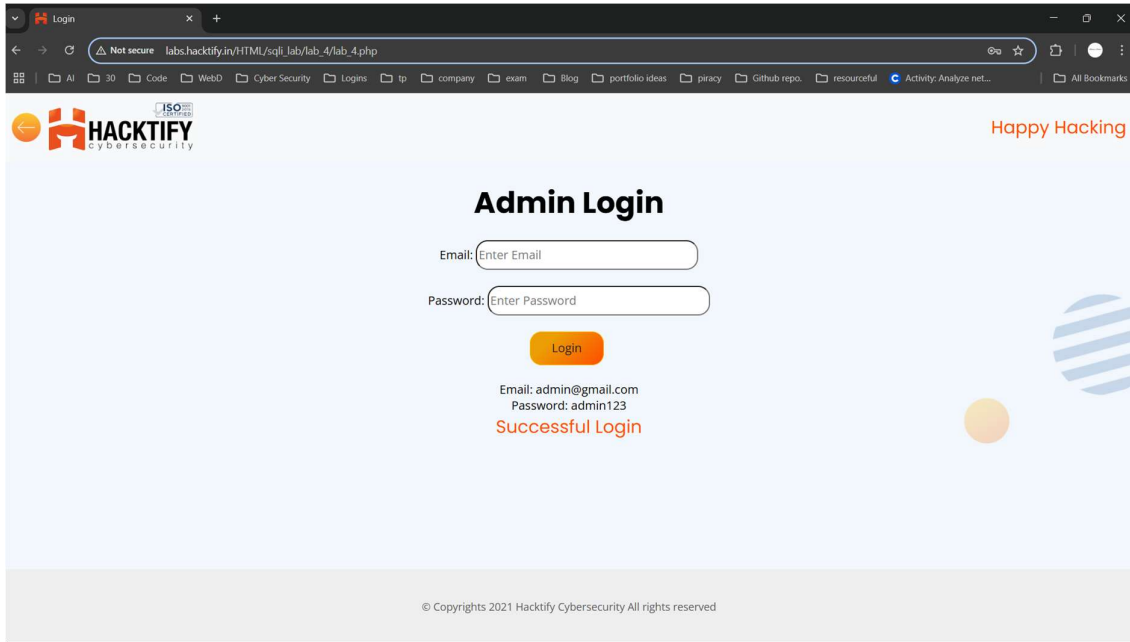 Login
Not secure labs.hacktify.in/HTML/sqli_lab/lab_4/lab_4.php
AI 30 Code WebD Cyber Security Logins tp company exam Blog portfolio ideas piracy Github repo. resourceful Activity: Analyze net... All Bookmarks
ISO
CERTIFIED
HACKTIFY
cybersecurity
Happy Hacking
Admin Login
Email: Enter Email
Password: Enter Password
Login
Email: admin@gmail.com
Password: admin123
Successful Login
© Copyrights 2021 Hacktify Cybersecurity All rights reserved